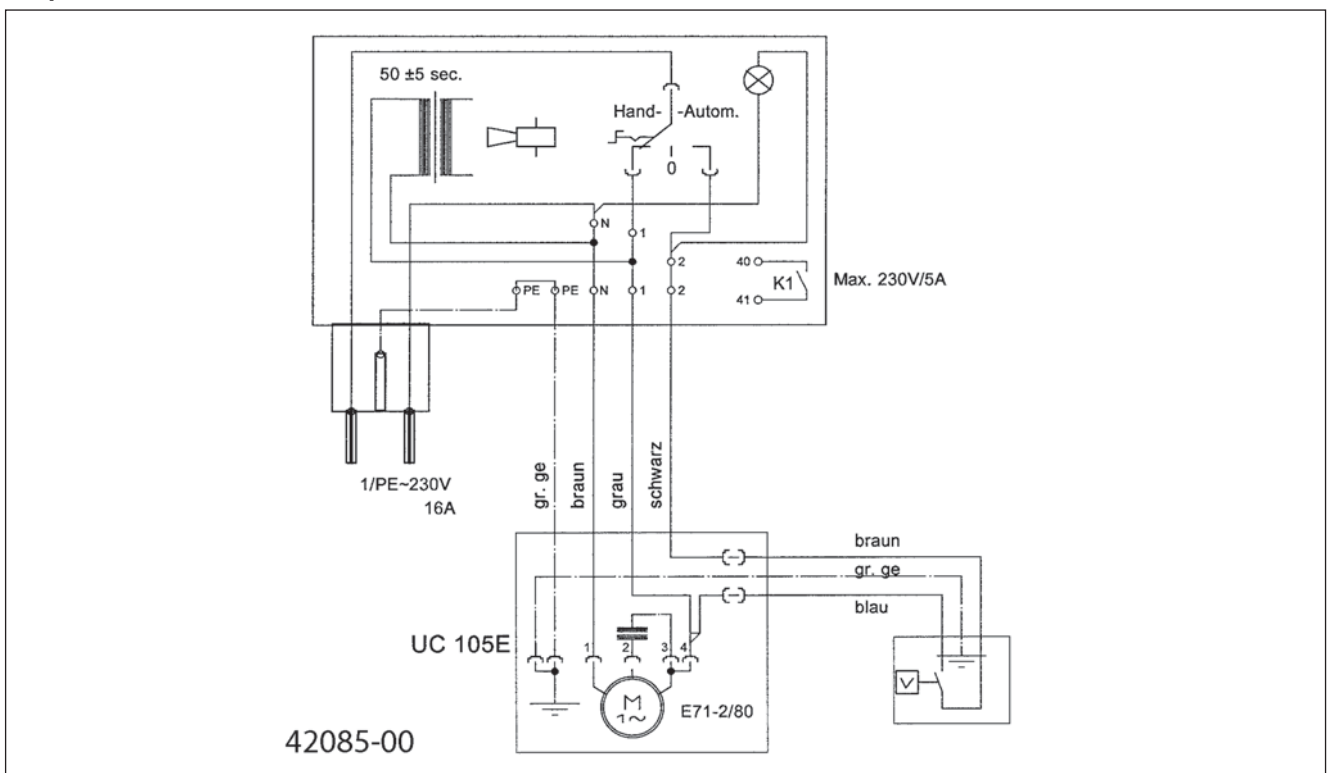 50 ±5 sec.
Hand- -Autom.
0
N
1
2
40
K1
Max. 230V/5A
PE
PE
N
1
2
41
1/PE~230V
16A
gr. ge
braun
grau
schwarz
braun
gr. ge
blau
UC 105E
1
2
3
4
M
1~
E71-2/80
42085-00